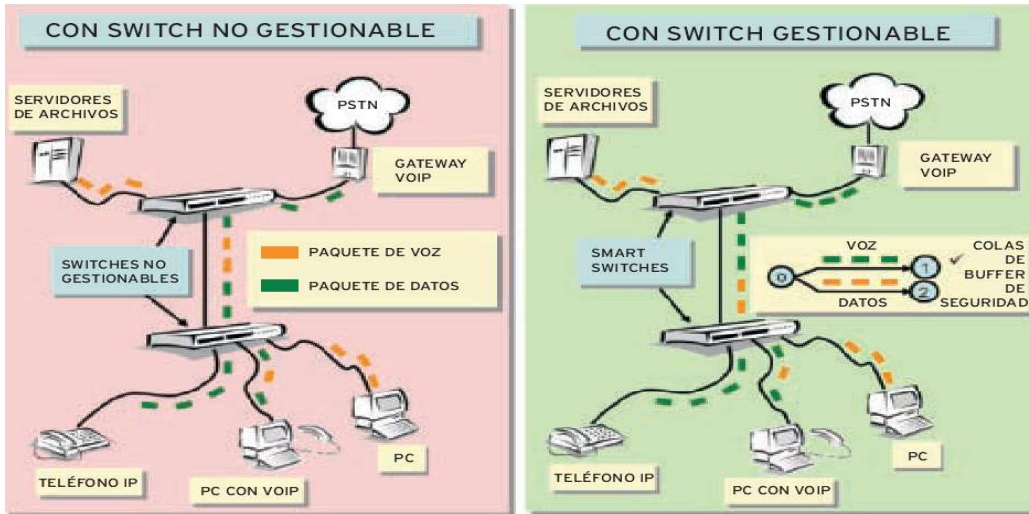 CON SWITCH NO GESTIONABLE
SERVIDORES
DE ARCHIVOS
PSTN
GATEWAY
VOIP
SWITCHES NO
GESTIONABLES
PAQUETE DE VOZ
PAQUETE DE DATOS
TELÉFONO IP
PC CON VOIP
PC
CON SWITCH GESTIONABLE
SERVIDORES
DE ARCHIVOS
PSTN
GATEWAY
VOIP
SMART
SWITCHES
VOZ
0
1
2
DATOS
COLAS
DE
BUFFER
DE
SEGURIDAD
TELÉFONO IP
PC CON VOIP
PC